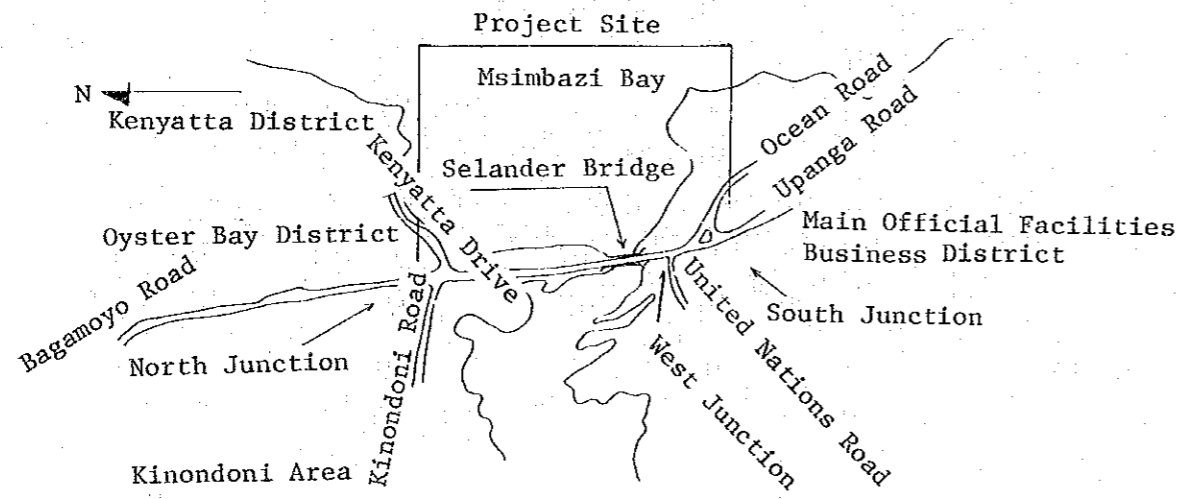 Project Site
Msimbazi Bay
N
Kenyatta District
Ocean Road
Upanga Road
Kenyatta Drive
Selander Bridge
Oyster Bay District
Main Official Facilities
Business District
Bagamoyo Road
North Junction
Kinondoni Road
South Junction
West Junction
United Nations Road
Kinondoni Area